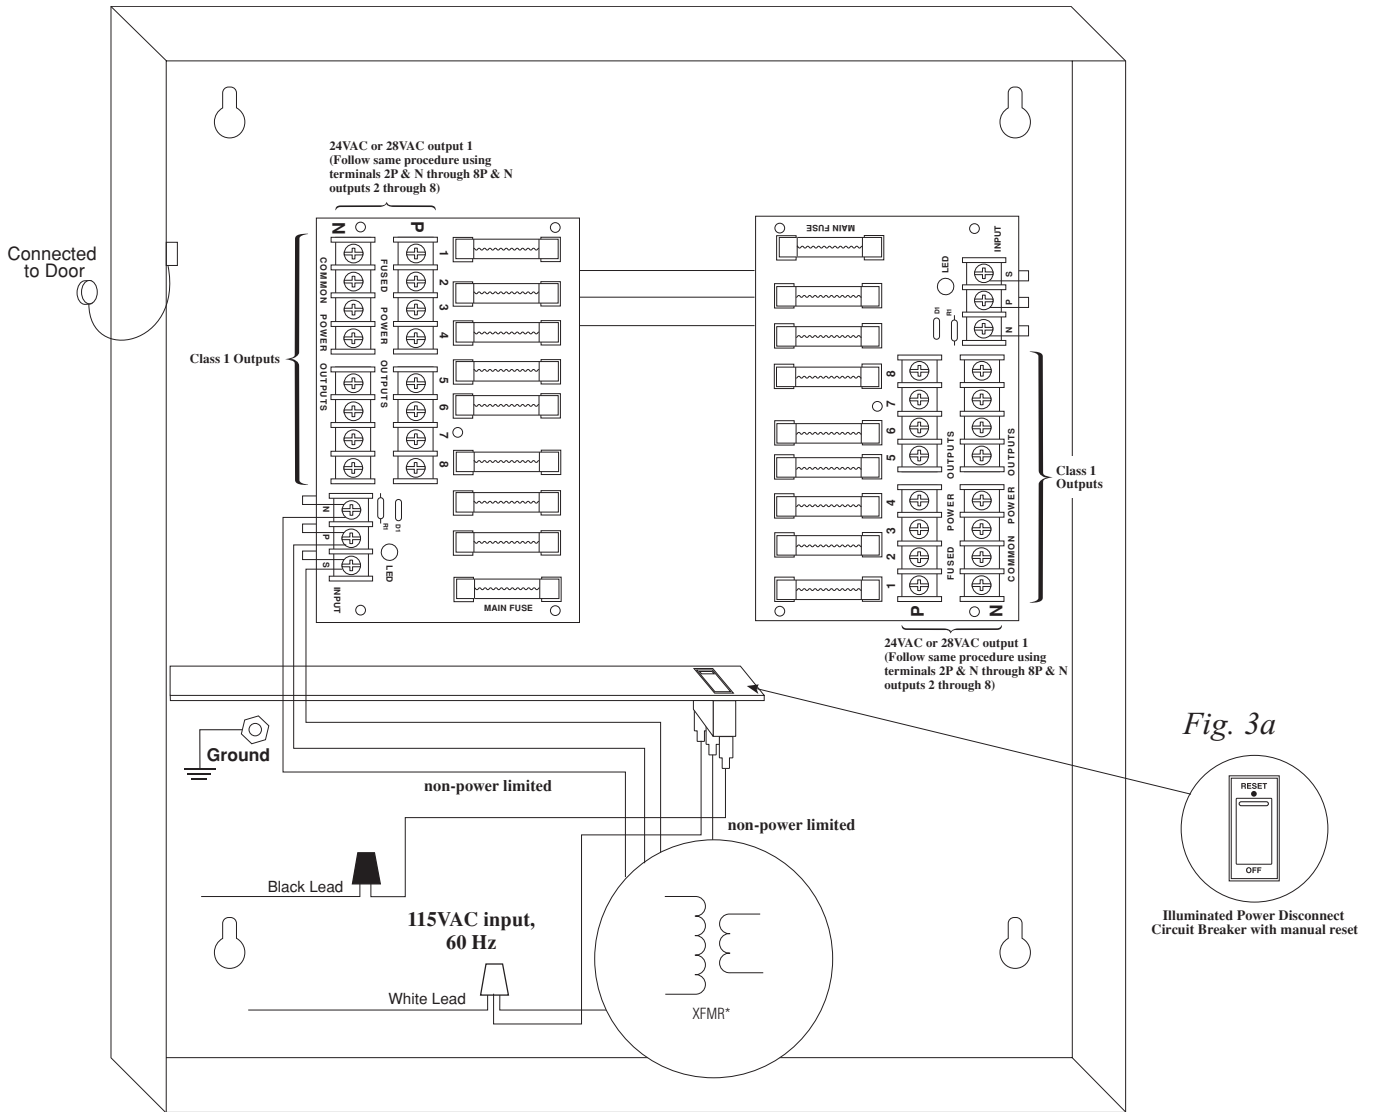 24VAC or 28VAC output 1
(Follow same procedure using
terminals 2P & N through 8P & N
outputs 2 through 8)
N
P
Connected
to Door
Class 1 Outputs
COMMON POWER OUTPUTS
FUSED POWER OUTPUTS
1
2
3
4
5
6
7
8
N
P
S
R1
D1
LED
INPUT
MAIN FUSE
MAIN FUSE
INPUT
LED
S
P
N
D1
R1
8
7
6
5
4
3
2
1
FUSED POWER OUTPUTS
COMMON POWER OUTPUTS
Class 1
Outputs
P
N
24VAC or 28VAC output 1
(Follow same procedure using
terminals 2P & N through 8P & N
outputs 2 through 8)
Ground
non-power limited
non-power limited
Black Lead
115VAC input,
60 Hz
White Lead
XFMR*
Fig. 3a
RESET
OFF
Illuminated Power Disconnect
Circuit Breaker with manual reset